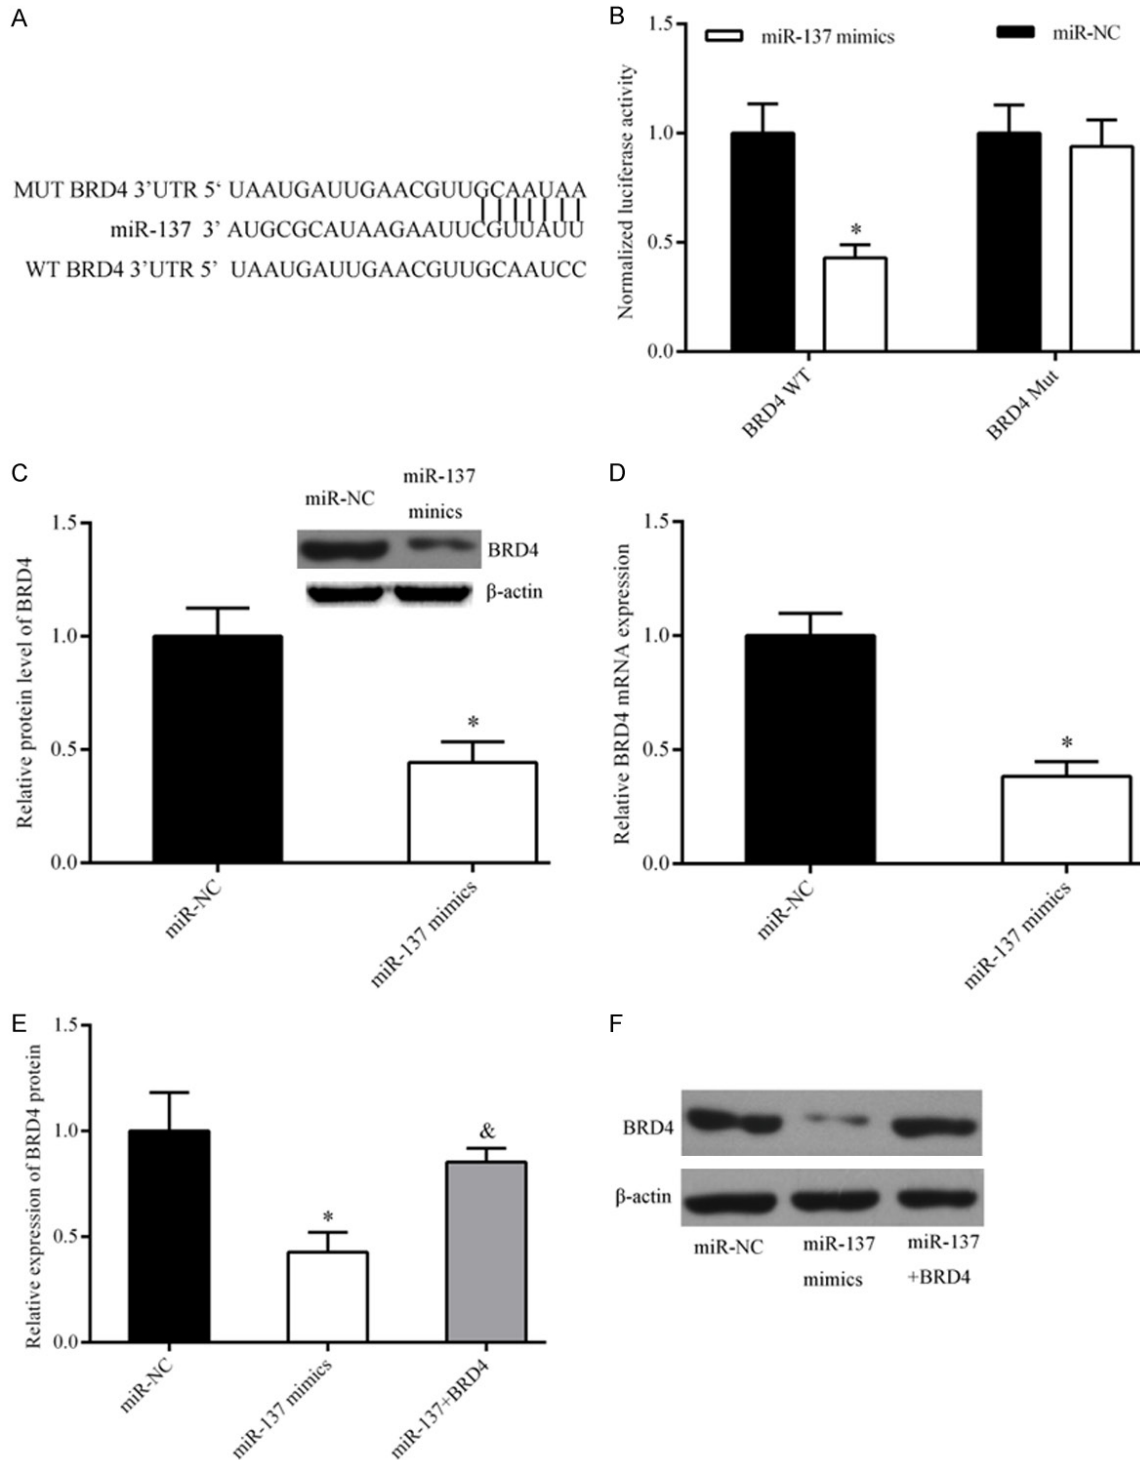 A
MUT BRD4 3’UTR 5‘ UAAUGAUUGAACGUUGCAAUAA
miR-137 3’ AUGCGCAUAAGAAUUCGUUAUU
WT BRD4 3’UTR 5’ UAAUGAUUGAACGUUGCAAUCC
B
Normalized luciferase activity
1.5
1.0
0.5
0.0
miR-137 mimics
miR-NC
*
BRD4 WT
BRD4 Mut
C
Relative protein level of BRD4
1.5
1.0
0.5
0.0
miR-NC
miR-137
minics
BRD4
β-actin
*
miR-NC
miR-137 mimics
D
Relative BRD4 mRNA expression
1.5
1.0
0.5
0.0
*
miR-NC
miR-137 mimics
E
Relative expression of BRD4 protein
1.5
1.0
0.5
0.0
*
&
miR-NC
miR-137 mimics
miR-137+BRD4
F
BRD4
β-actin
miR-NC
miR-137
mimics
miR-137
+BRD4